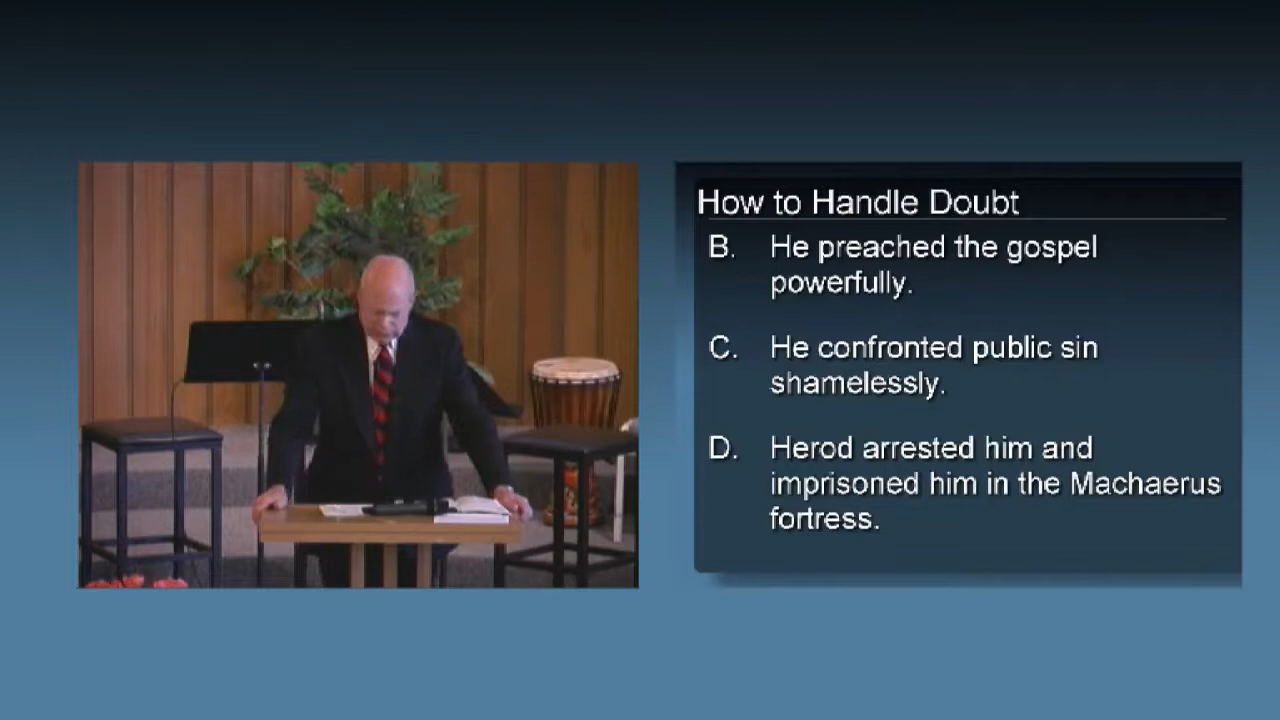 How to Handle Doubt
B. He preached the gospel
powerfully.
C. He confronted public sin
shamelessly.
D. Herod arrested him and
imprisoned him in the Machaerus
fortress.